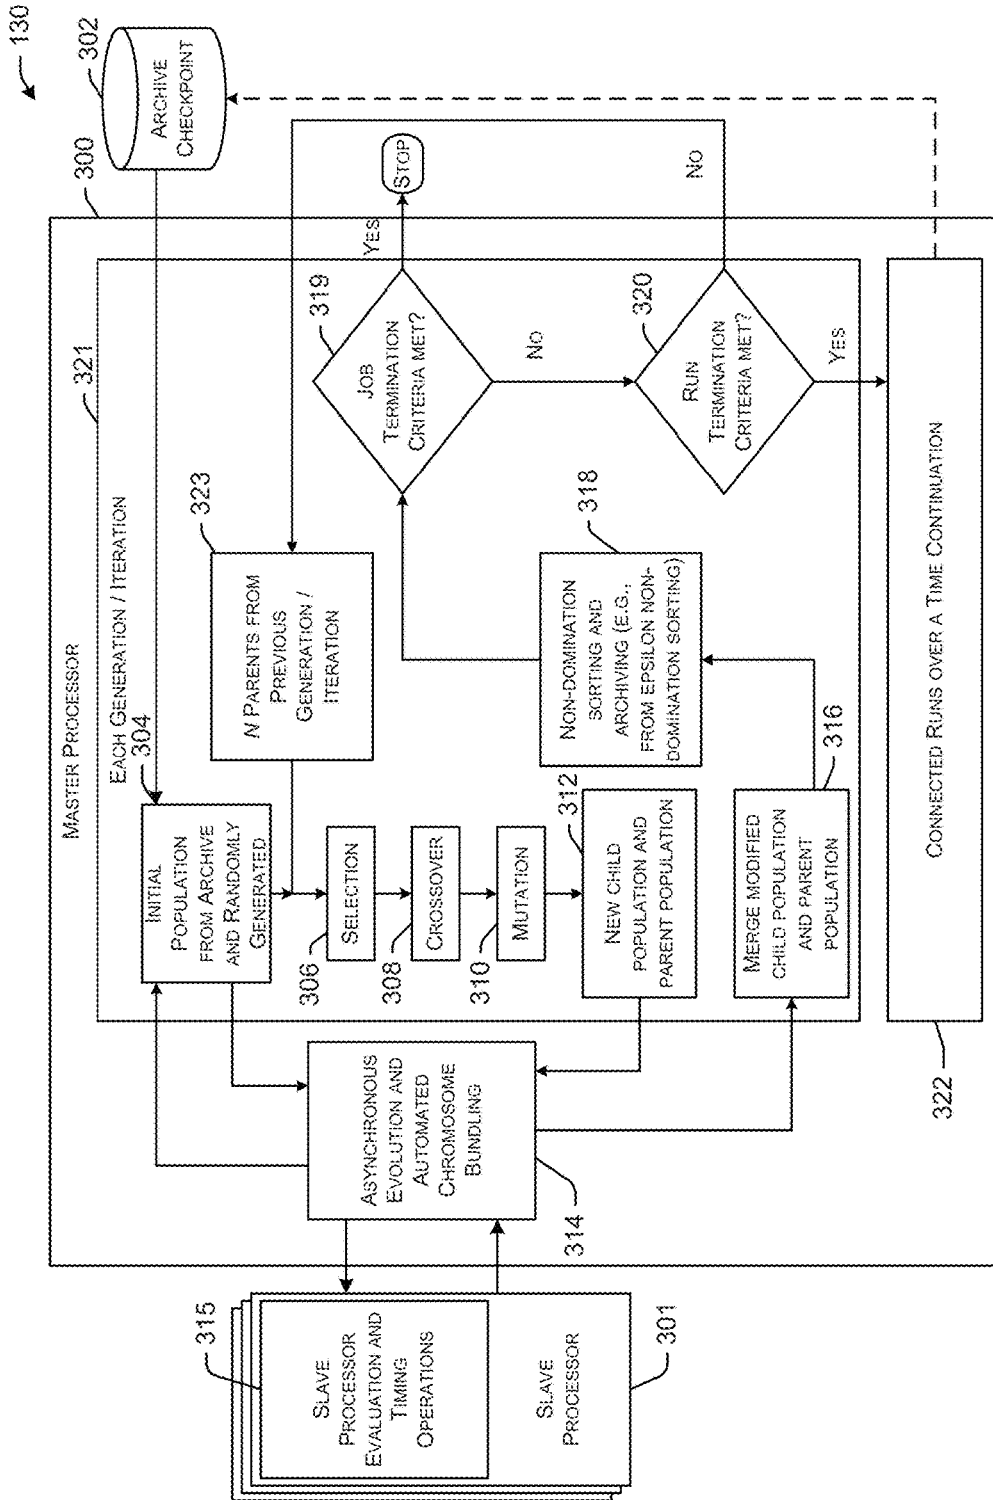 130
300
302
ARCHIVE
CHECKPOINT
MASTER PROCESSOR
321
EACH GENERATION / ITERATION
304
INITIAL
POPULATION
FROM ARCHIVE
AND RANDOMLY
GENERATED
323
N PARENTS FROM
PREVIOUS
GENERATION /
ITERATION
319
JOB
TERMINATION
CRITERIA MET?
YES
STOP
NO
306
SELECTION
308
CROSSOVER
310
MUTATION
312
NEW CHILD
POPULATION AND
PARENT POPULATION
318
NON-DOMINATION
SORTING AND
ARCHIVING (E.G.,
FROM EPSILON NON-
DOMINATION SORTING)
320
RUN
TERMINATION
CRITERIA MET?
NO
YES
316
MERGE MODIFIED
CHILD POPULATION
AND PARENT
POPULATION
322
CONNECTED RUNS OVER A TIME CONTINUATION
ASYNCHRONOUS
EVOLUTION AND
AUTOMATED
CHROMOSOME
BUNDLING
314
315
SLAVE
PROCESSOR
EVALUATION AND
TIMING
OPERATIONS
SLAVE
PROCESSOR
301